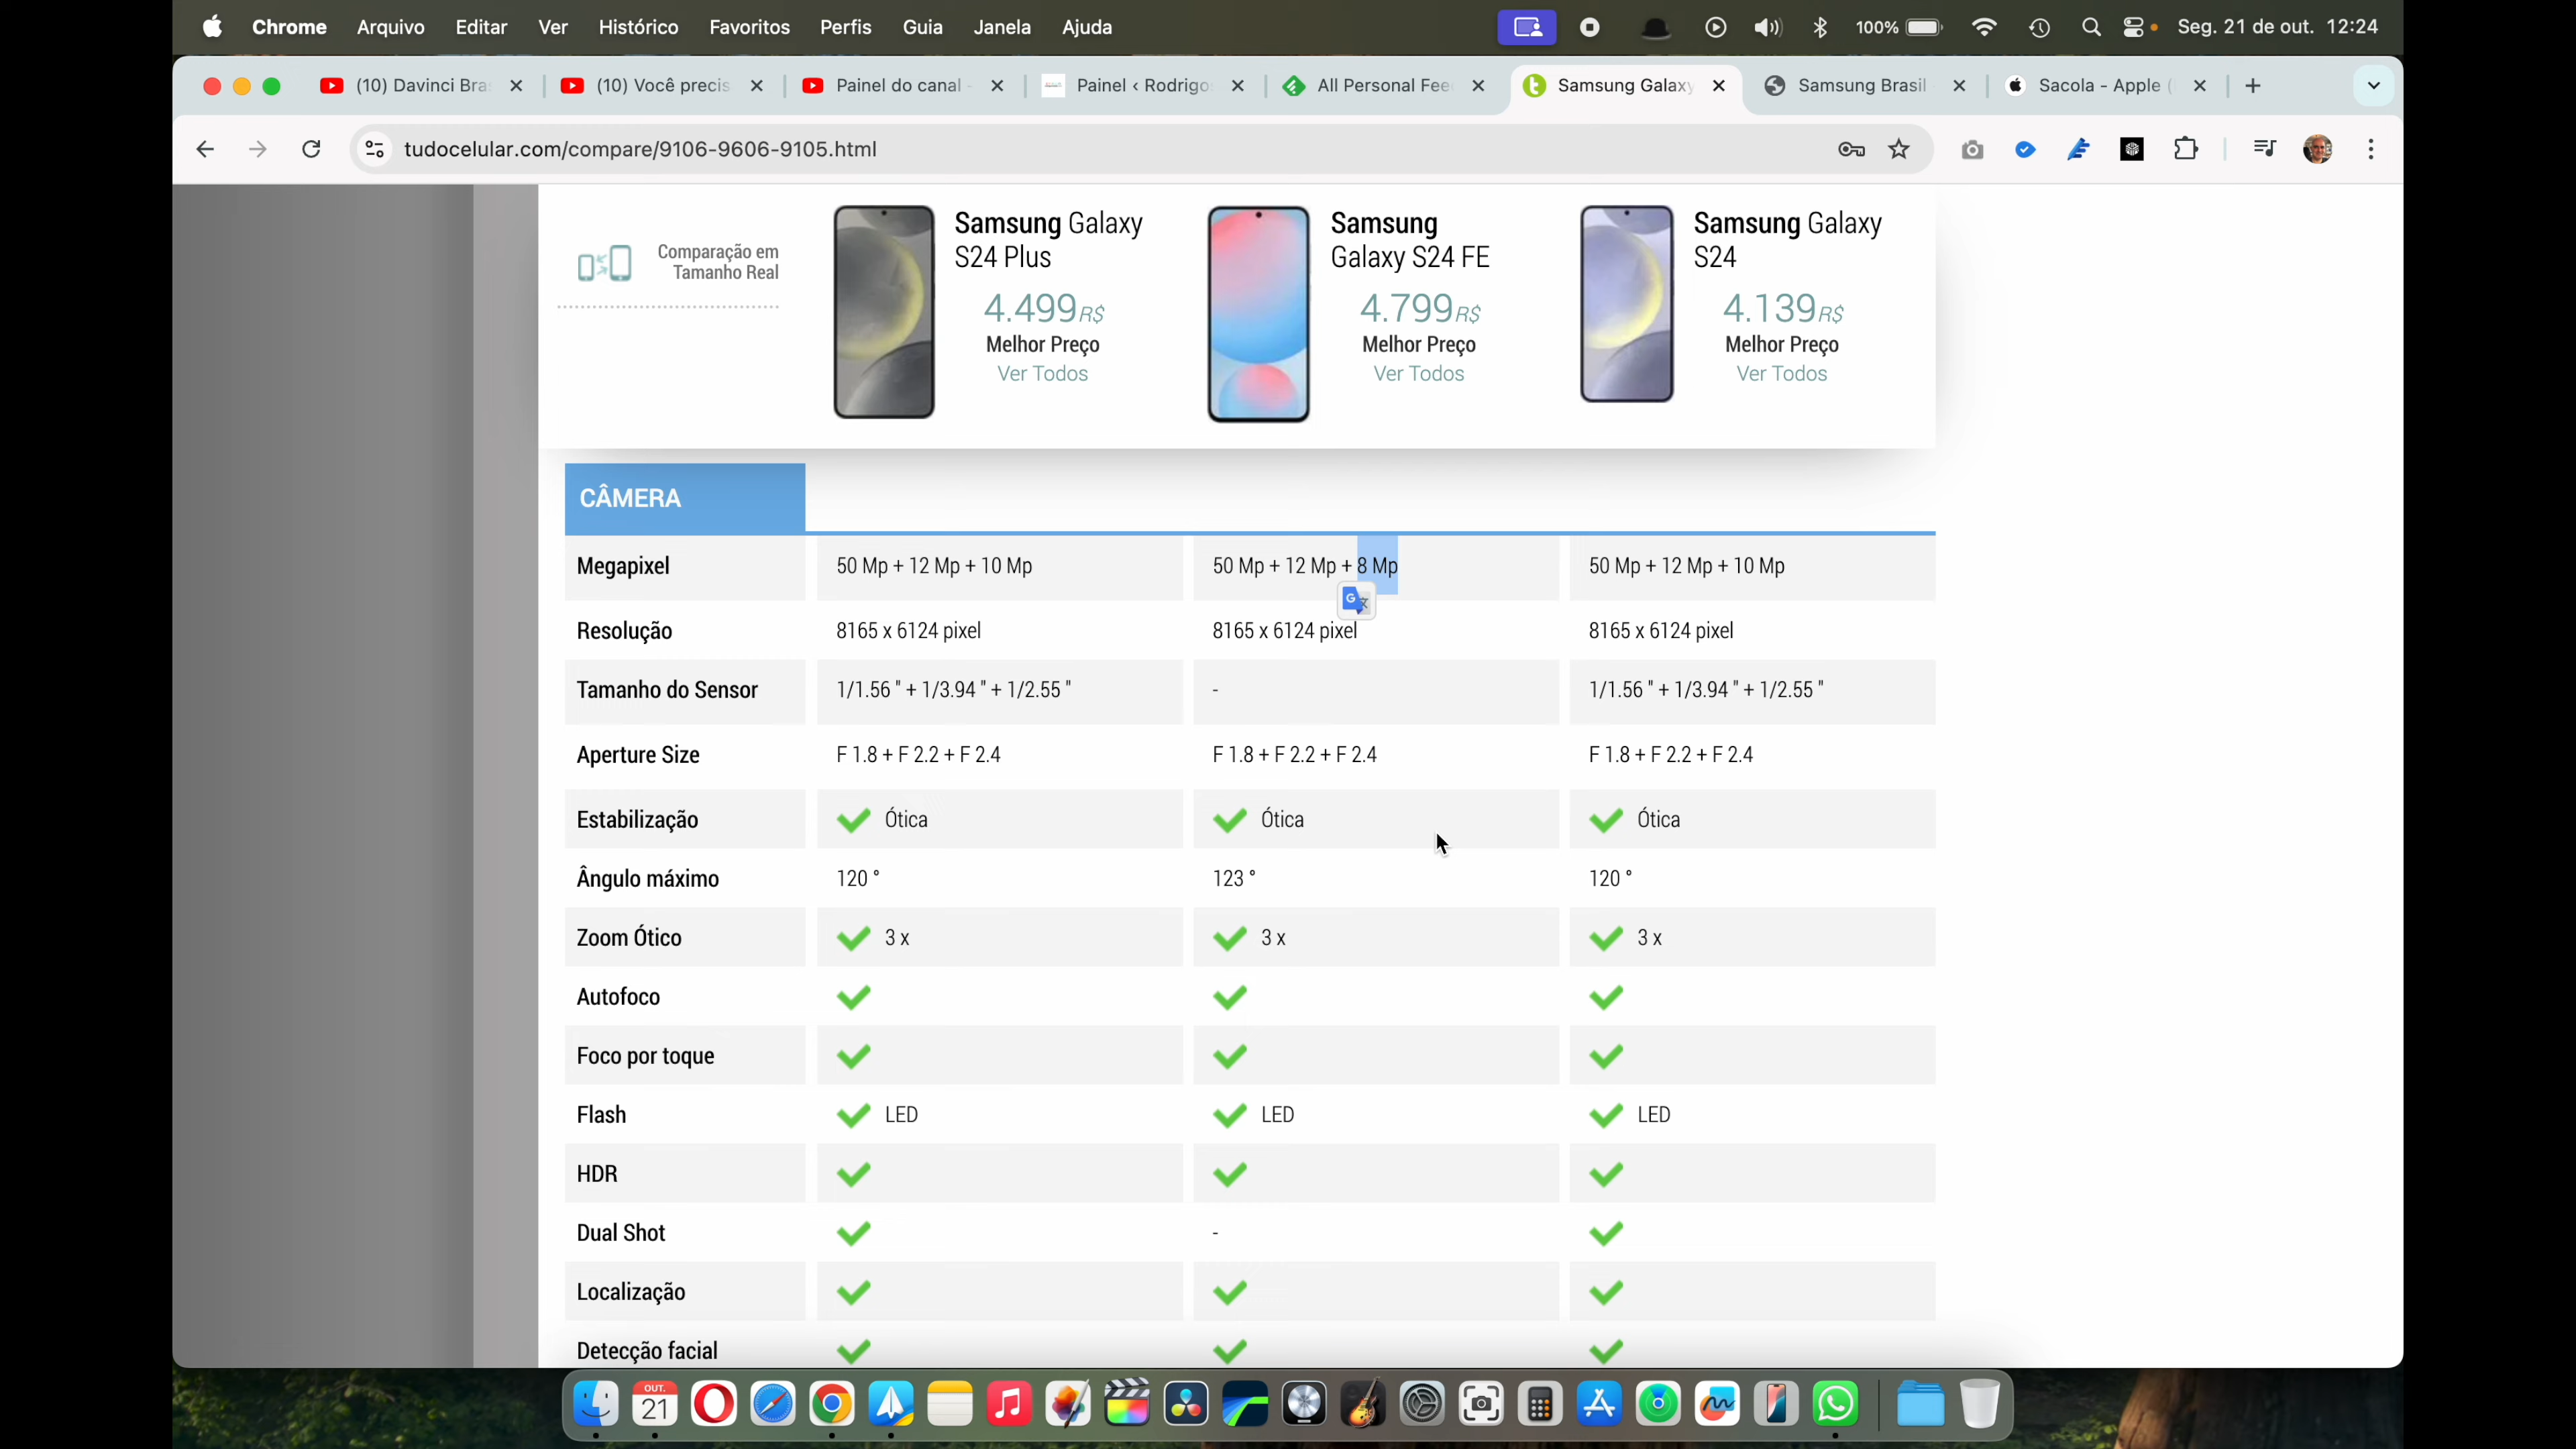 Chrome Arquivo Editar Ver Histórico Favoritos Perfis Guia Janela Ajuda 100% Seg. 21 de out. 12:24
(10) Davinci Bra (10) Você precis Painel do canal - Painel ‹ Rodrigo All Personal Fee Samsung Galaxy Samsung Brasil Sacola - Apple (
tudocelular.com/compare/9106-9606-9105.html
Comparação em
Tamanho Real
Samsung Galaxy
S24 Plus
4.499R$
Melhor Preço
Ver Todos
Samsung
Galaxy S24 FE
4.799R$
Melhor Preço
Ver Todos
Samsung Galaxy
S24
4.139R$
Melhor Preço
Ver Todos
CÂMERA
Megapixel 50 Mp + 12 Mp + 10 Mp 50 Mp + 12 Mp + 8 Mp 50 Mp + 12 Mp + 10 Mp
Resolução 8165 x 6124 pixel 8165 x 6124 pixel 8165 x 6124 pixel
Tamanho do Sensor 1/1.56 " + 1/3.94 " + 1/2.55 " - 1/1.56 " + 1/3.94 " + 1/2.55 "
Aperture Size F 1.8 + F 2.2 + F 2.4 F 1.8 + F 2.2 + F 2.4 F 1.8 + F 2.2 + F 2.4
Estabilização Ótica Ótica Ótica
Ângulo máximo 120 ° 123 ° 120 °
Zoom Ótico 3 x 3 x 3 x
Autofoco
Foco por toque
Flash LED LED LED
HDR
Dual Shot -
Localização
Detecção facial
OUT.
21